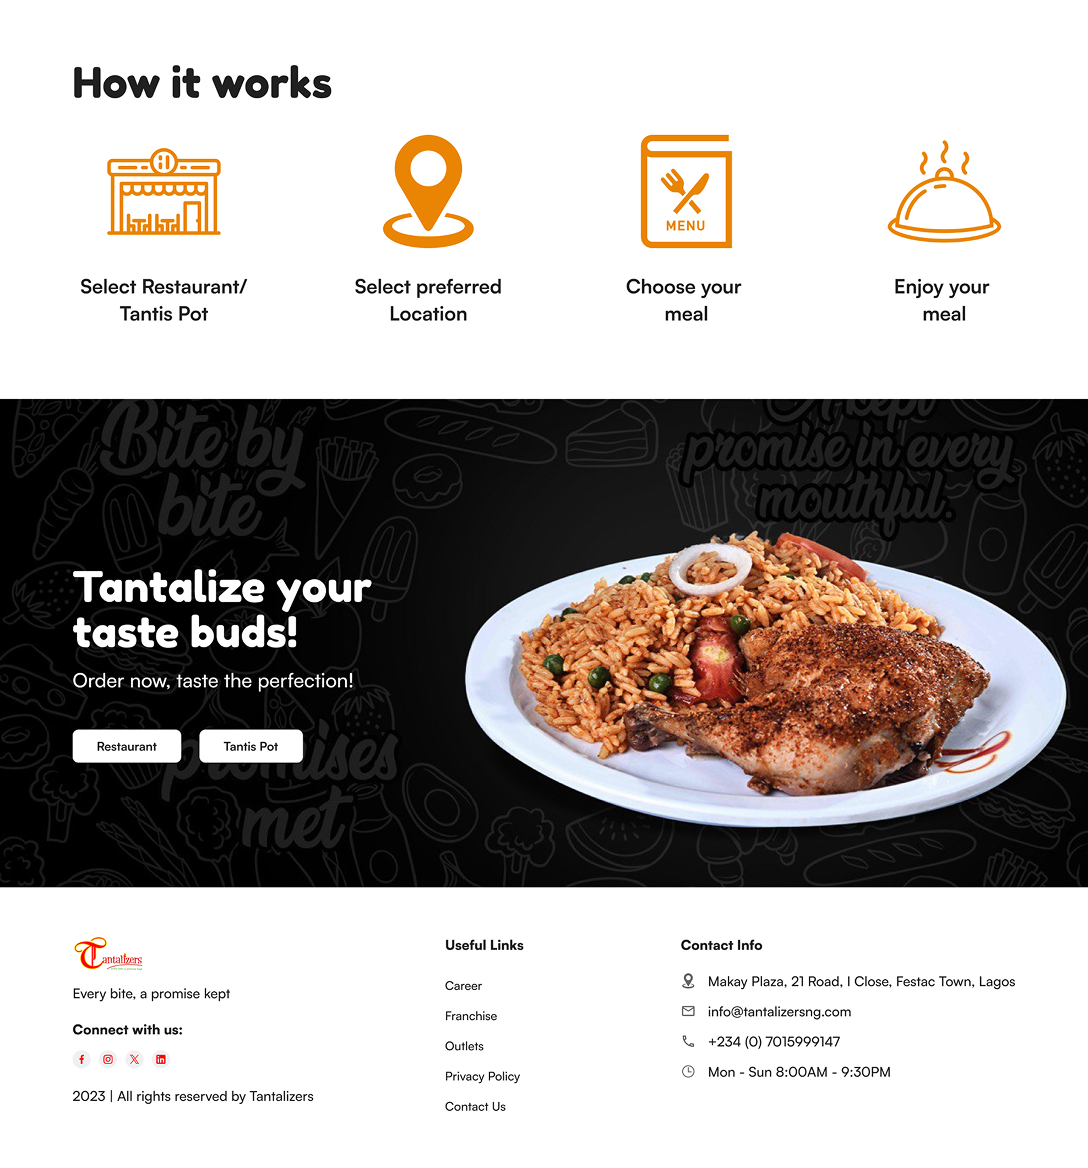 How it works
MENU
Select Restaurant/
Tantis Pot
Select preferred
Location
Choose your
meal
Enjoy your
meal
Bite by
bite
A kept
promise in every
mouthful.
Tantalize your
taste buds!
Order now, taste the perfection!
Restaurant
Tantis Pot
promises
met
Tantalizers
Every bite, a promise kept
Connect with us:
2023 | All rights reserved by Tantalizers
Useful Links
Career
Franchise
Outlets
Privacy Policy
Contact Us
Contact Info
Makay Plaza, 21 Road, I Close, Festac Town, Lagos
info@tantalizersng.com
+234 (0) 7015999147
Mon - Sun 8:00AM - 9:30PM